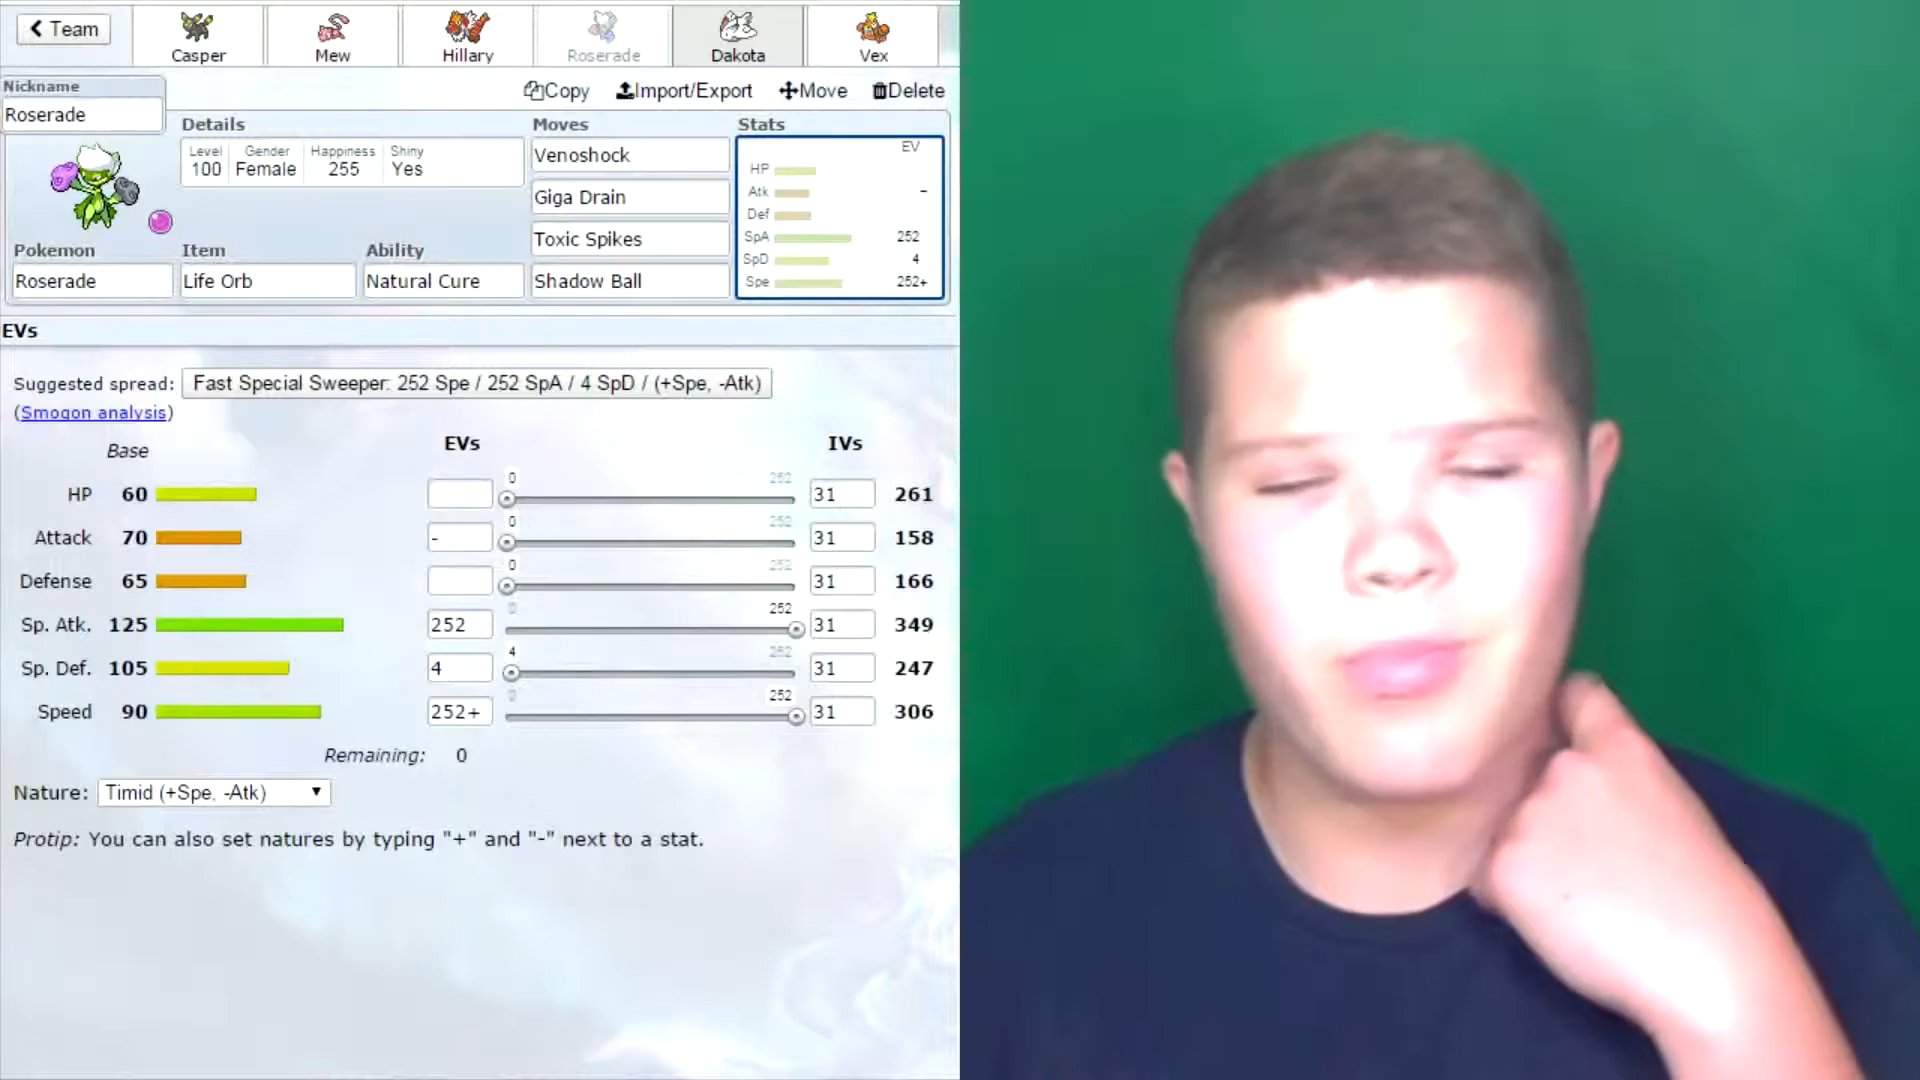 Team
Casper
Mew
Hillary
Roserade
Dakota
Vex
Nickname
Roserade
Copy
Import/Export
Move
Delete
Details
Moves
Stats
Level
Gender
Happiness
Shiny
100
Female
255
Yes
Venoshock
Giga Drain
Toxic Spikes
Shadow Ball
EV
HP
Atk -
Def
SpA 252
SpD 4
Spe 252+
Pokemon
Item
Ability
Roserade
Life Orb
Natural Cure
EVs
Suggested spread: Fast Special Sweeper: 252 Spe / 252 SpA / 4 SpD / (+Spe, -Atk)
(Smogon analysis)
Base EVs IVs
0 252
HP 60 31 261
0 252
Attack 70 - 31 158
0 252
Defense 65 31 166
0 252
Sp. Atk. 125 252 31 349
4 252
Sp. Def. 105 4 31 247
0 252
Speed 90 252+ 31 306
Remaining: 0
Nature: Timid (+Spe, -Atk)
Protip: You can also set natures by typing "+" and "-" next to a stat.